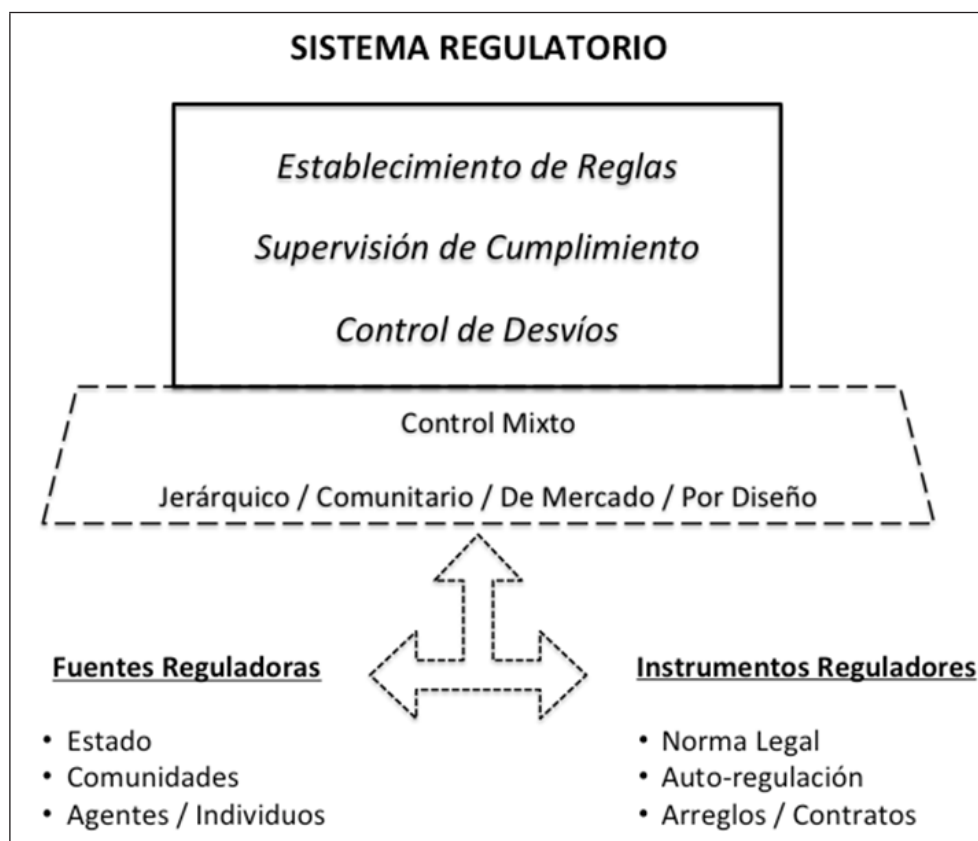 SISTEMA REGULATORIO
Establecimiento de Reglas
Supervisión de Cumplimiento
Control de Desvíos
Control Mixto
Jerárquico / Comunitario / De Mercado / Por Diseño
Fuentes Reguladoras
• Estado
• Comunidades
• Agentes / Individuos
Instrumentos Reguladores
• Norma Legal
• Auto-regulación
• Arreglos / Contratos